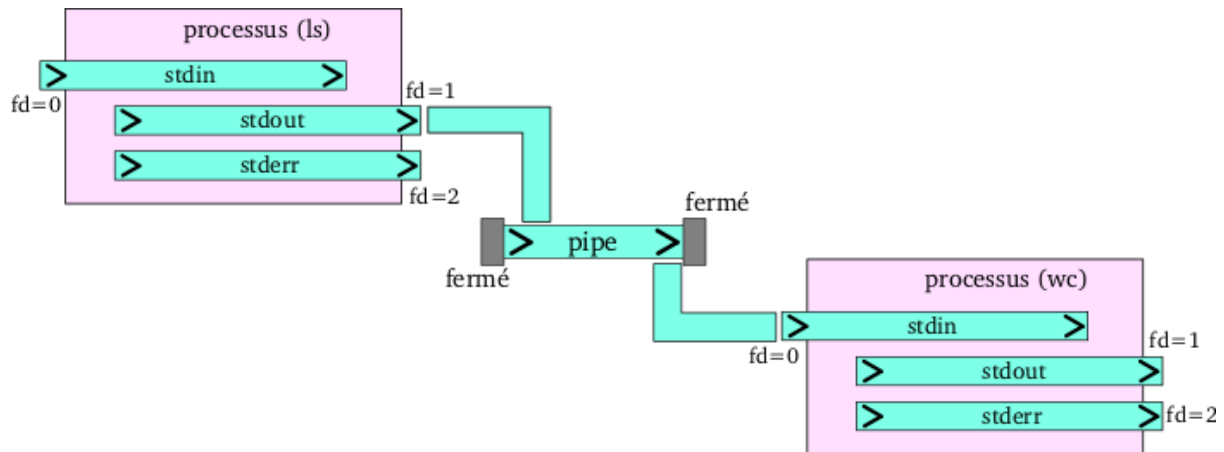 processus (ls)
stdin
fd=0
fd=1
stdout
stderr
fd=2
fermé
pipe
fermé
processus (wc)
stdin
fd=0
fd=1
stdout
stderr
fd=2